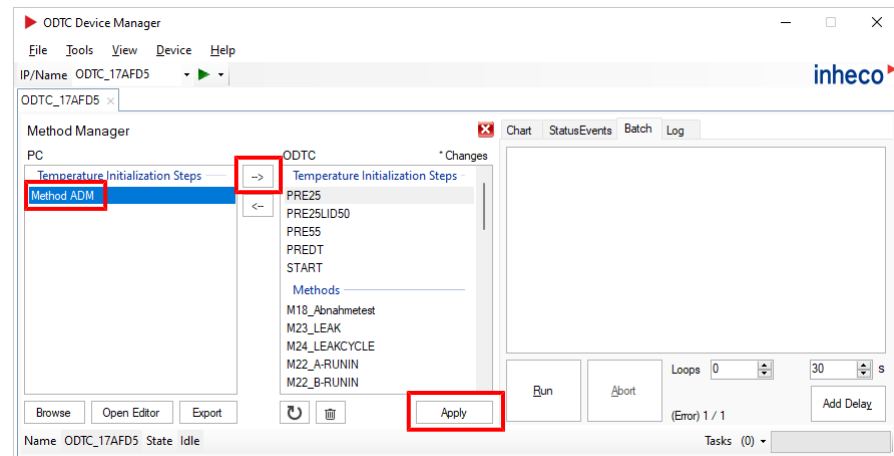 ODTC Device Manager
File Tools View Device Help
IP/Name ODTC_17AFD5
inheco
ODTC_17AFD5
Method Manager
Chart StatusEvents Batch Log
PC
ODTC * Changes
Temperature Initialization Steps
Method ADM
-->
<--
Temperature Initialization Steps
PRE25
PRE25LID50
PRE55
PREDT
START
Methods
M18_Abnahmetest
M23_LEAK
M24_LEAKCYCLE
M22_A-RUNIN
M22_B-RUNIN
Browse Open Editor Export
Apply
Run Abort
Loops 0
30 s
(Error) 1 / 1
Add Delay
Name ODTC_17AFD5 State Idle
Tasks (0)